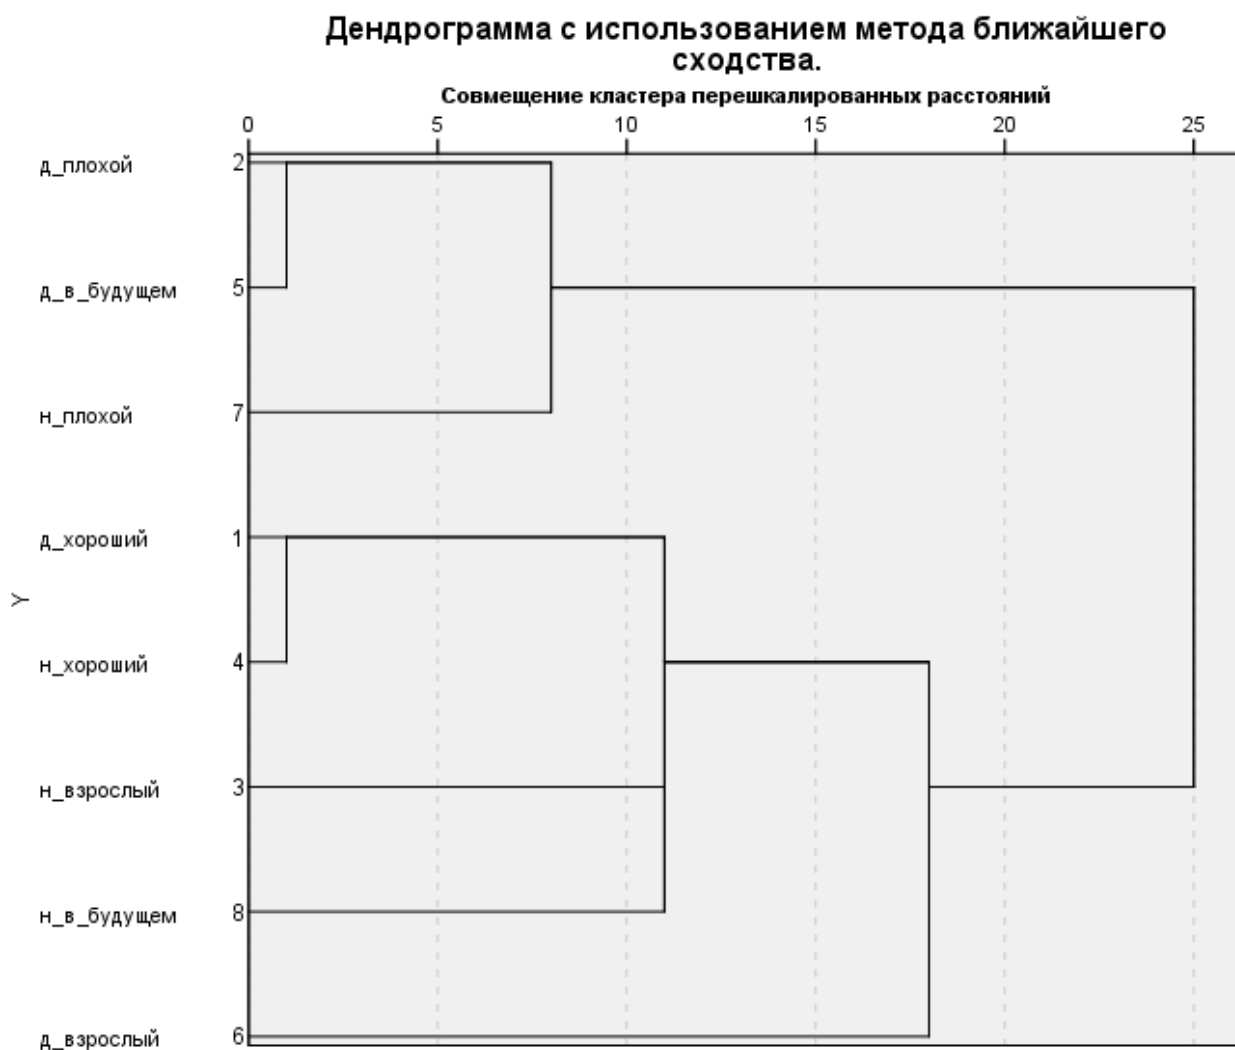 Дендрограмма с использованием метода ближайшего
сходства.
Совмещение кластера перешкалированных расстояний
0 5 10 15 20 25
д_плохой 2
д_в_будущем 5
н_плохой 7
д_хороший 1
Y
н_хороший 4
н_взрослый 3
н_в_будущем 8
д_взрослый 6